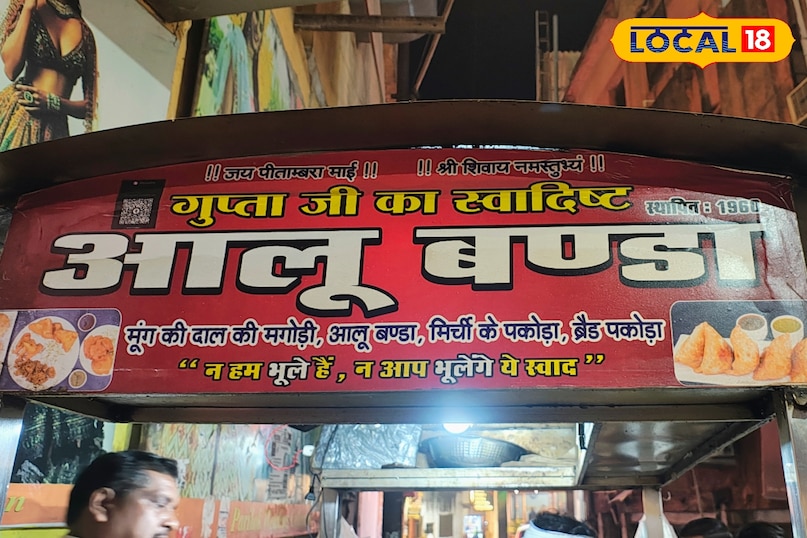 LOCAL 18
!! जय पीताम्बरा माई !! !! श्री शिवाय नमस्तुभ्यं !!
गुप्ता जी का स्वादिष्ट स्थापित : 1960
आलू बण्डा
मूंग की दाल की मगोड़ी, आलू बण्डा, मिर्ची के पकोड़ा, ब्रैड पकोड़ा
“ न हम भूले हैं , न आप भूलेगे ये स्वाद ”